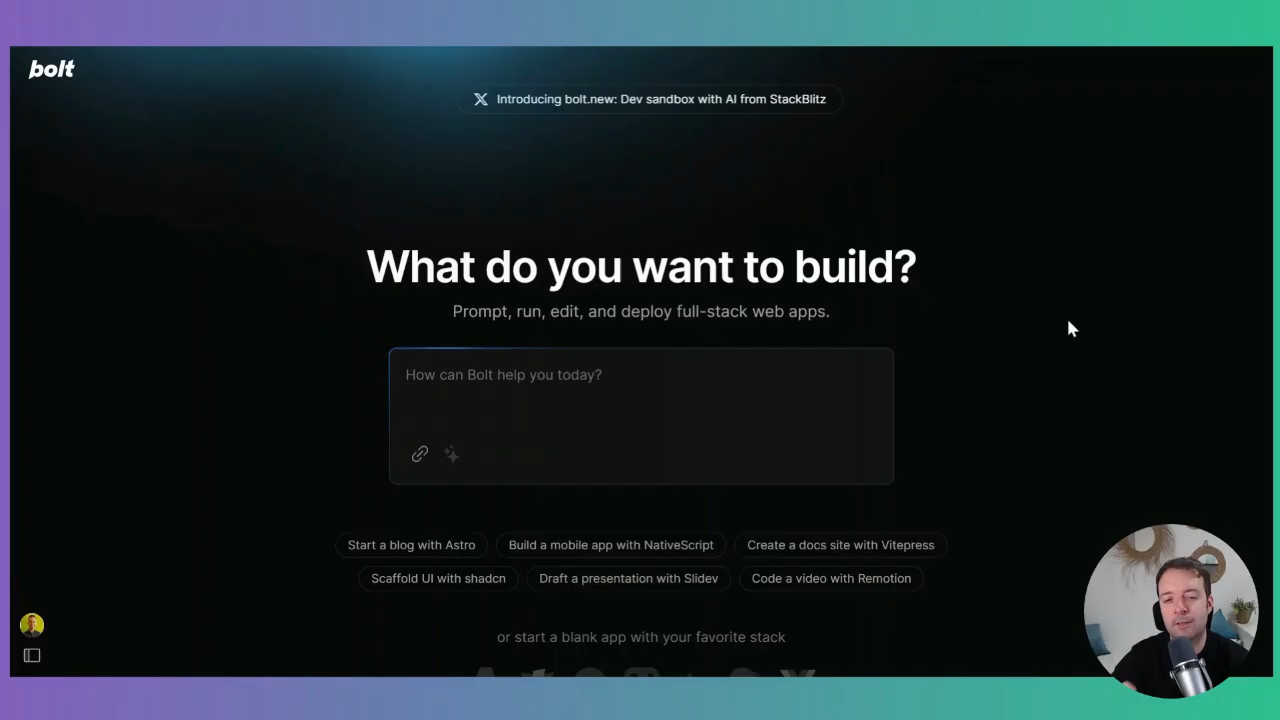 bolt
Introducing bolt.new: Dev sandbox with AI from StackBlitz
What do you want to build?
Prompt, run, edit, and deploy full-stack web apps.
How can Bolt help you today?
Start a blog with Astro
Build a mobile app with NativeScript
Create a docs site with Vitepress
Scaffold UI with shadcn
Draft a presentation with Slidev
Code a video with Remotion
or start a blank app with your favorite stack